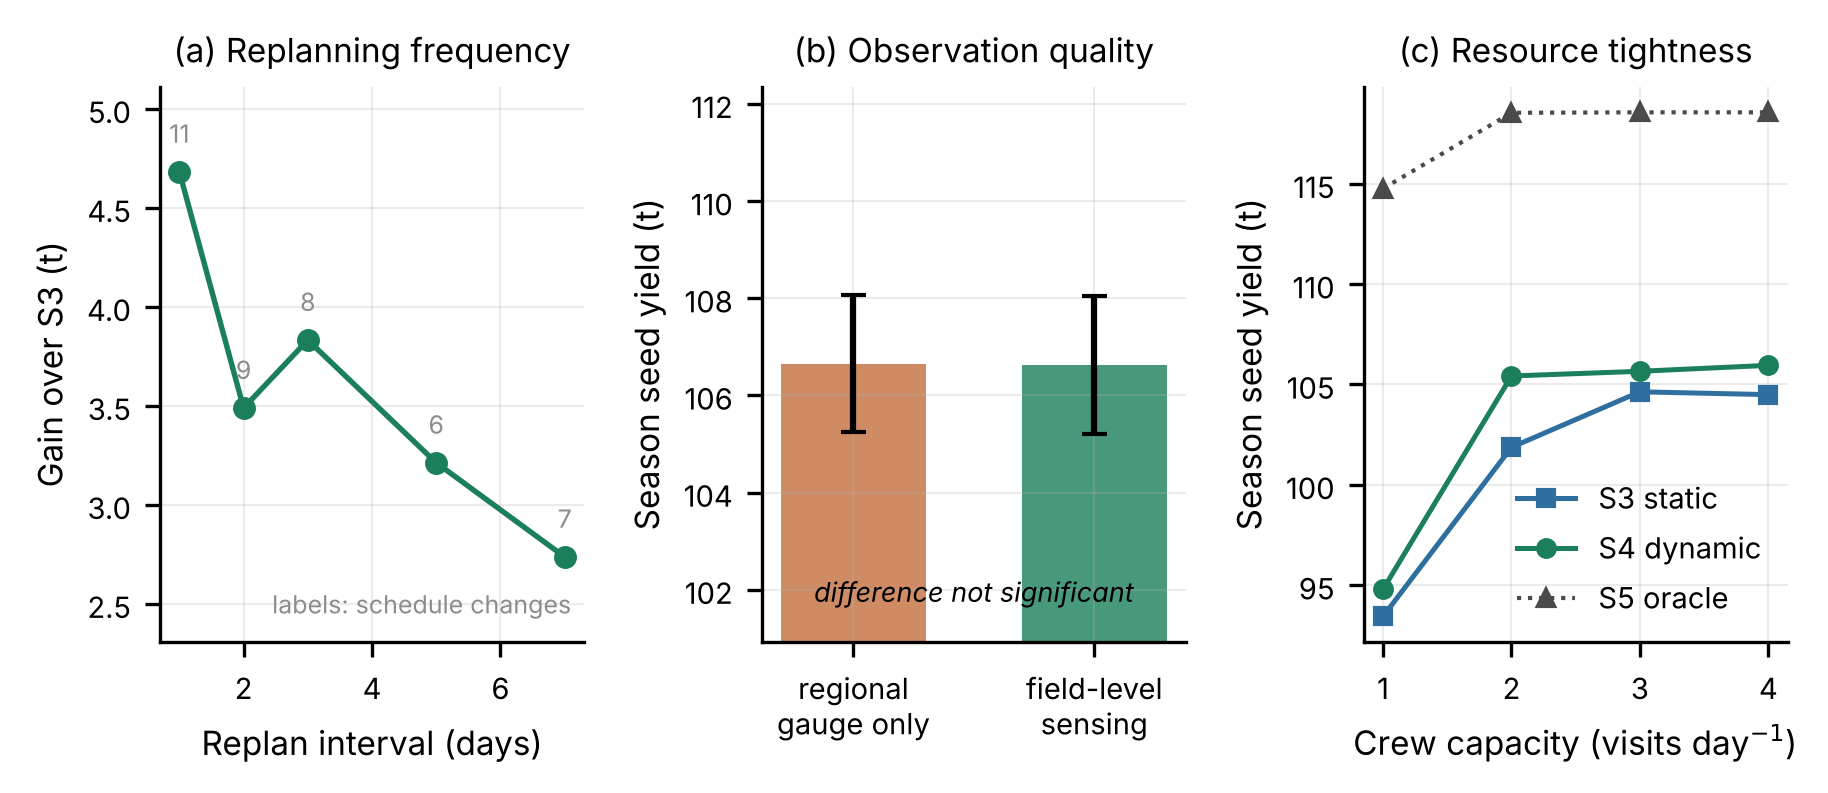 (a) Replanning frequency
Gain over S3 (t)
5.0
4.5
4.0
3.5
3.0
2.5
11
9
8
6
7
labels: schedule changes
2
4
6
Replan interval (days)
(b) Observation quality
Season seed yield (t)
112
110
108
106
104
102
difference not significant
regional
gauge only
field-level
sensing
(c) Resource tightness
Season seed yield (t)
115
110
105
100
95
S3 static
S4 dynamic
S5 oracle
1
2
3
4
Crew capacity (visits day⁻¹)